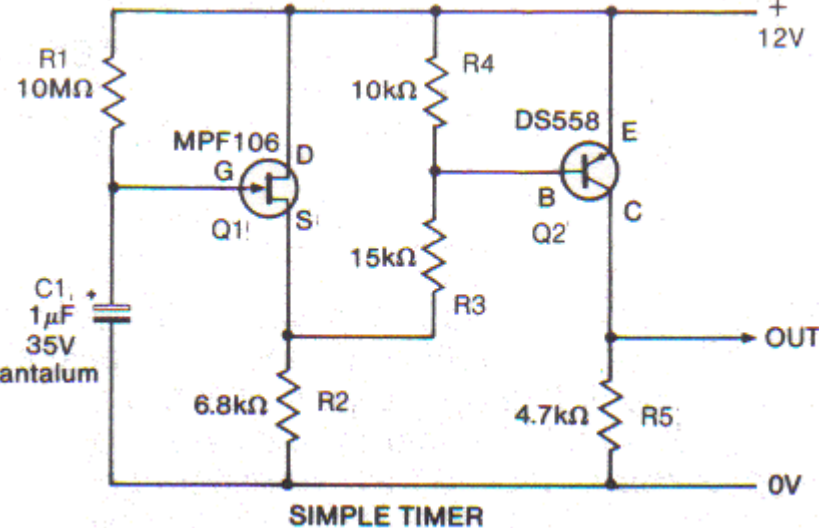 +
12V
R1
10MΩ
R4
10kΩ
DS558
E
MPF106
D
G
S
Q1
B
C
Q2
15kΩ
R3
C1
+
1µF
35V
antalum
OUT
6.8kΩ
R2
4.7kΩ
R5
0V
SIMPLE TIMER